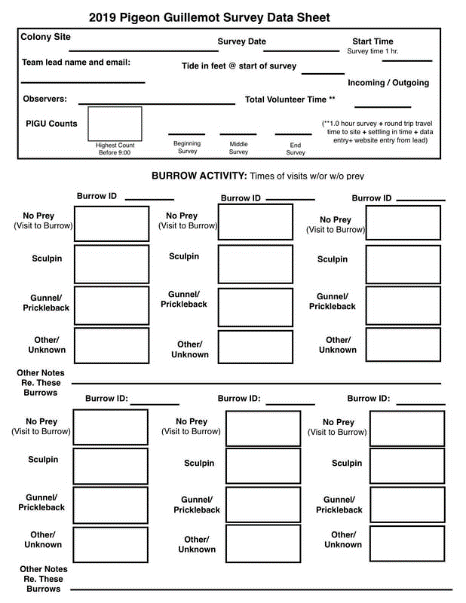 2019 Pigeon Guillemot Survey Data Sheet
Colony Site Survey Date Start Time
Survey time 1 hr.
Team lead name and email: Tide in feet @ start of survey
Incoming / Outgoing
Observers: Total Volunteer Time **
PIGU Counts
Highest Count
Before 9:00
Beginning
Survey
Middle
Survey
End
Survey
(**1.0 hour survey + round trip travel
time to site + settling in time + data
entry+ website entry from lead)
BURROW ACTIVITY: Times of visits w/or w/o prey
Burrow ID Burrow ID Burrow ID
No Prey No Prey No Prey
(Visit to Burrow) (Visit to Burrow) (Visit to Burrow)
Sculpin Sculpin Sculpin
Gunnel/ Gunnel/ Gunnel/
Prickleback Prickleback Prickleback
Other/ Other/ Other/
Unknown Unknown Unknown
Other Notes
Re. These
Burrows
Burrow ID: Burrow ID: Burrow ID:
No Prey No Prey No Prey
(Visit to Burrow) (Visit to Burrow) (Visit to Burrow)
Sculpin Sculpin Sculpin
Gunnel/ Gunnel/ Gunnel/
Prickleback Prickleback Prickleback
Other/ Other/ Other/
Unknown Unknown Unknown
Other Notes
Re. These
Burrows